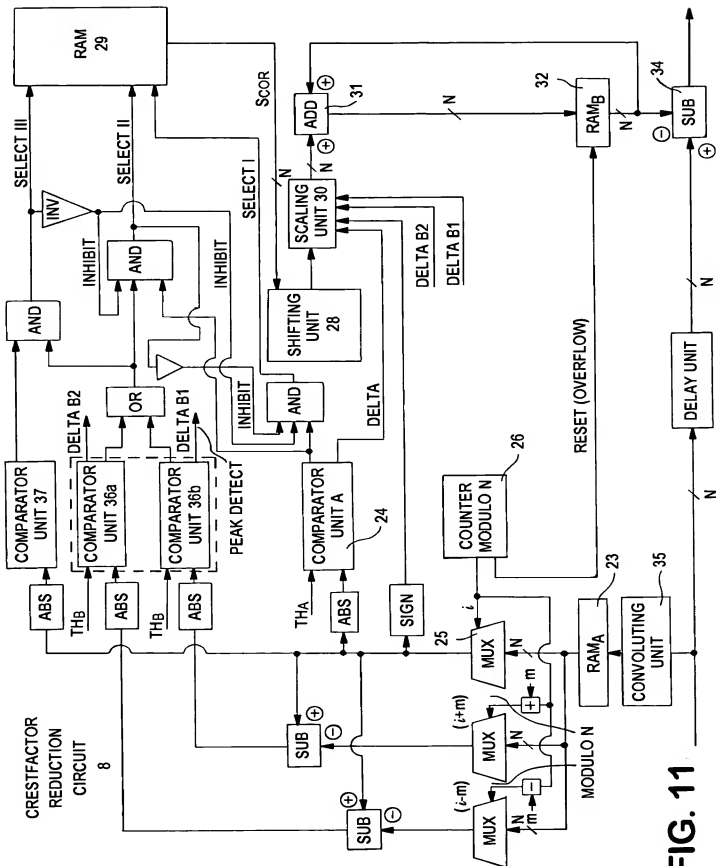 CRESTFACTOR
REDUCTION
CIRCUIT
8
RAM
29
SELECT III
SELECT II
SELECT I
SCOR
INV
INHIBIT
AND
AND
INHIBIT
OR
INHIBIT
AND
COMPARATOR
UNIT 37
ABS
DELTA B2
COMPARATOR
UNIT 36a
THB
ABS
DELTA B1
COMPARATOR
UNIT 36b
PEAK DETECT
THB
ABS
COMPARATOR
UNIT A
24
THA
ABS
DELTA
SIGN
SHIFTING
UNIT
28
SCALING
UNIT 30
N
N
DELTA B2
DELTA B1
ADD
31
+
+
N
32
RAMB
N
34
SUB
-
+
RESET (OVERFLOW)
COUNTER
MODULO N
26
i
25
MUX
N
SUB
+
-
SUB
+
-
(i+m)
MUX
N
+
m
(i-m)
MUX
N
-
m
MODULO N
RAMA
23
CONVOLUTING
UNIT
35
N
DELAY UNIT
N
FIG. 11